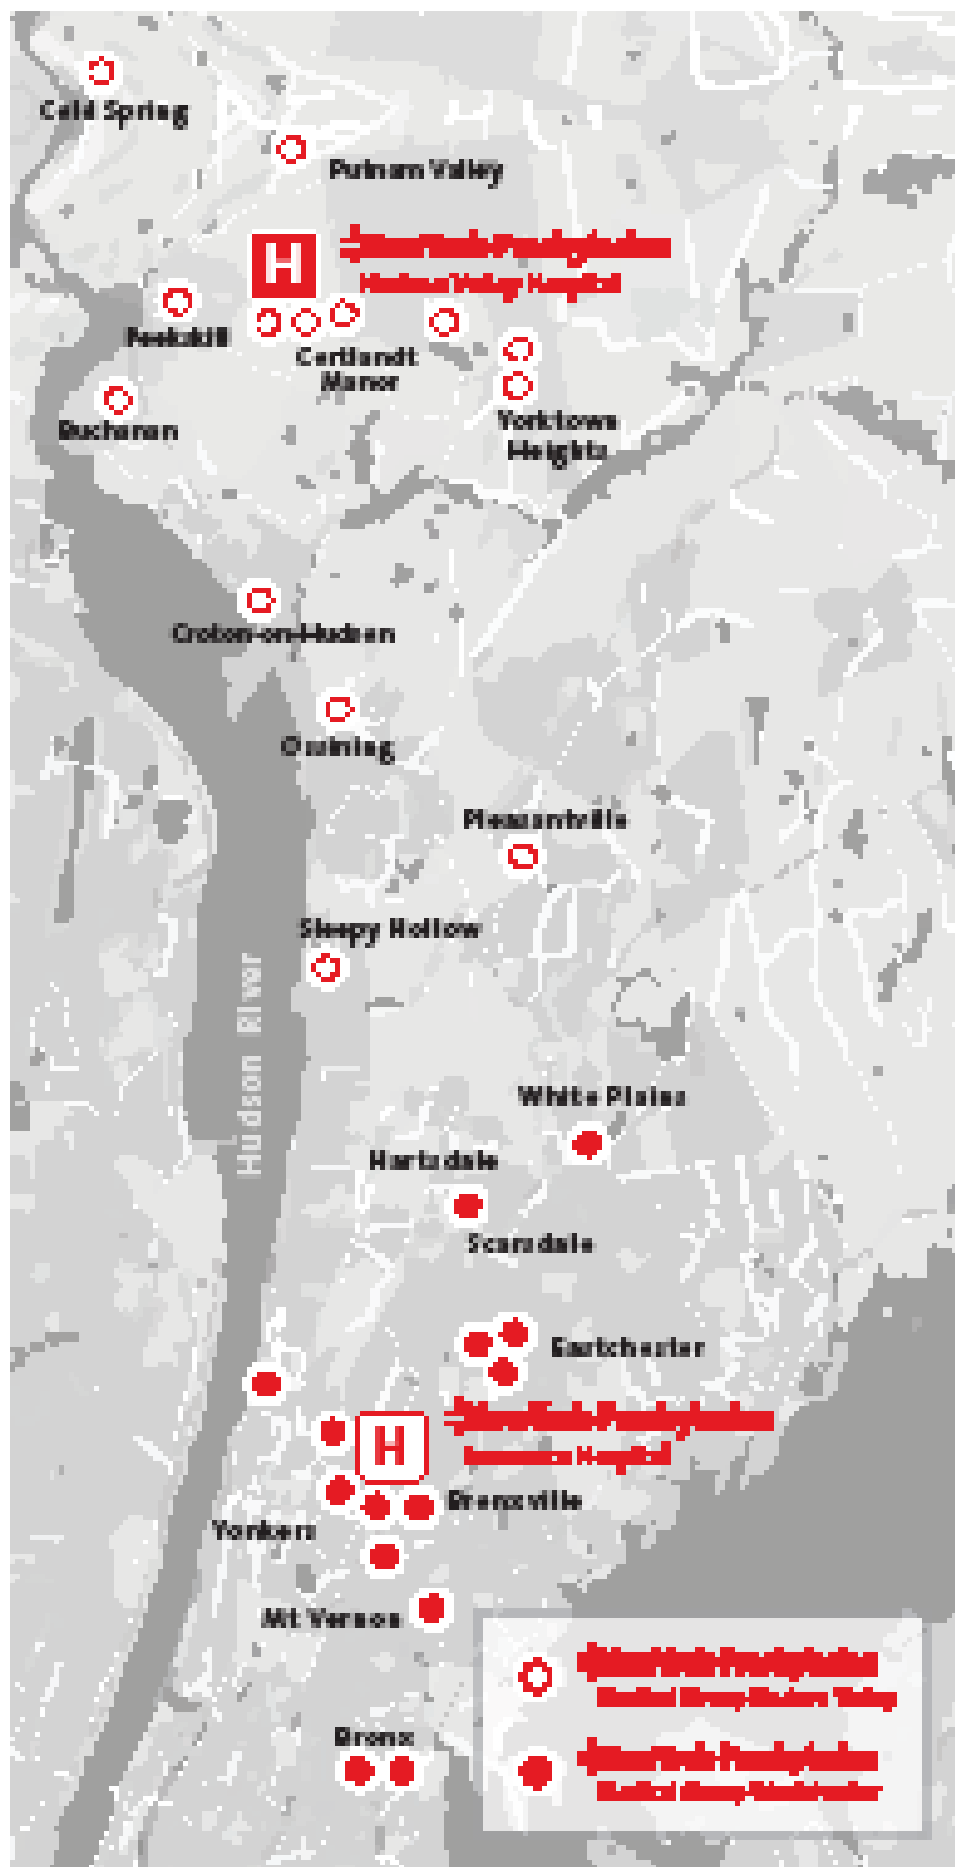 Cold Spring
Putnam Valley
H
NewYork-Presbyterian
Hudson Valley Hospital
Peekskill
Cortlandt
Manor
Buchanan
Yorktown
Heights
Croton-on-Hudson
Ossining
Pleasantville
Sleepy Hollow
Hudson River
White Plains
Hartsdale
Scarsdale
Eastchester
H
NewYork-Presbyterian
Lawrence Hospital
Bronxville
Yonkers
Mt Vernon
Bronx
NewYork-Presbyterian
Medical Group Hudson Valley
NewYork-Presbyterian
Medical Group Westchester